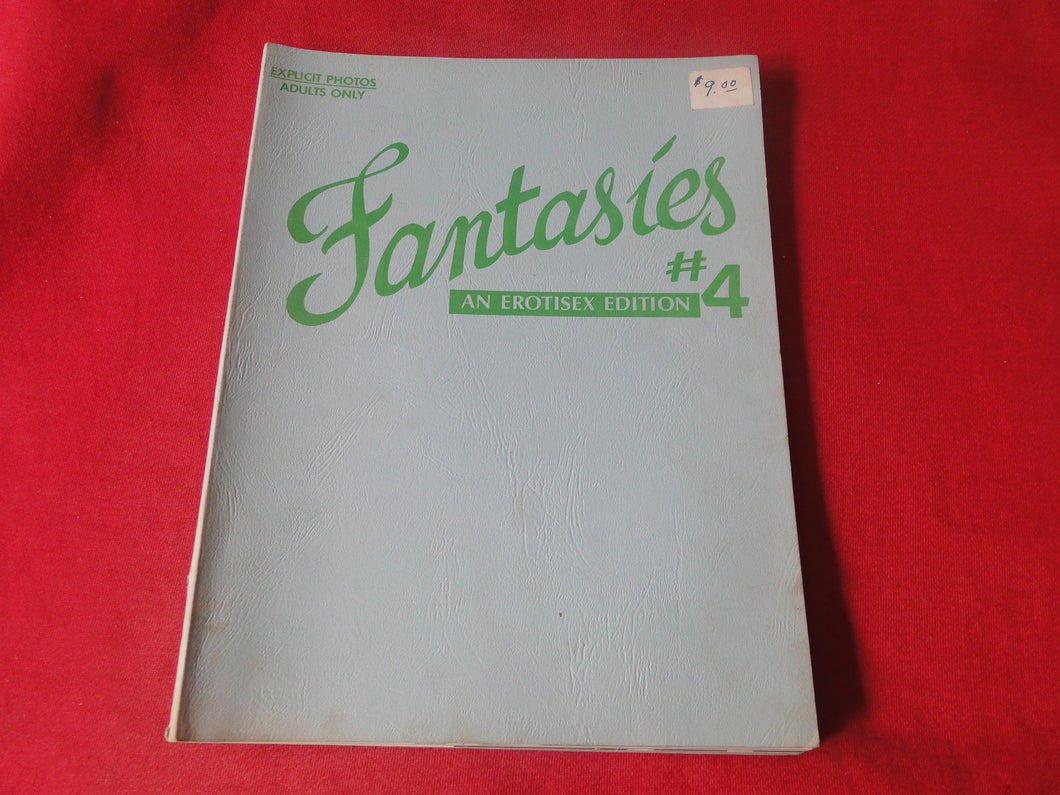 EXPLICIT PHOTOS
ADULTS ONLY
$9.00
Fantasies
#4
AN EROTISEX EDITION